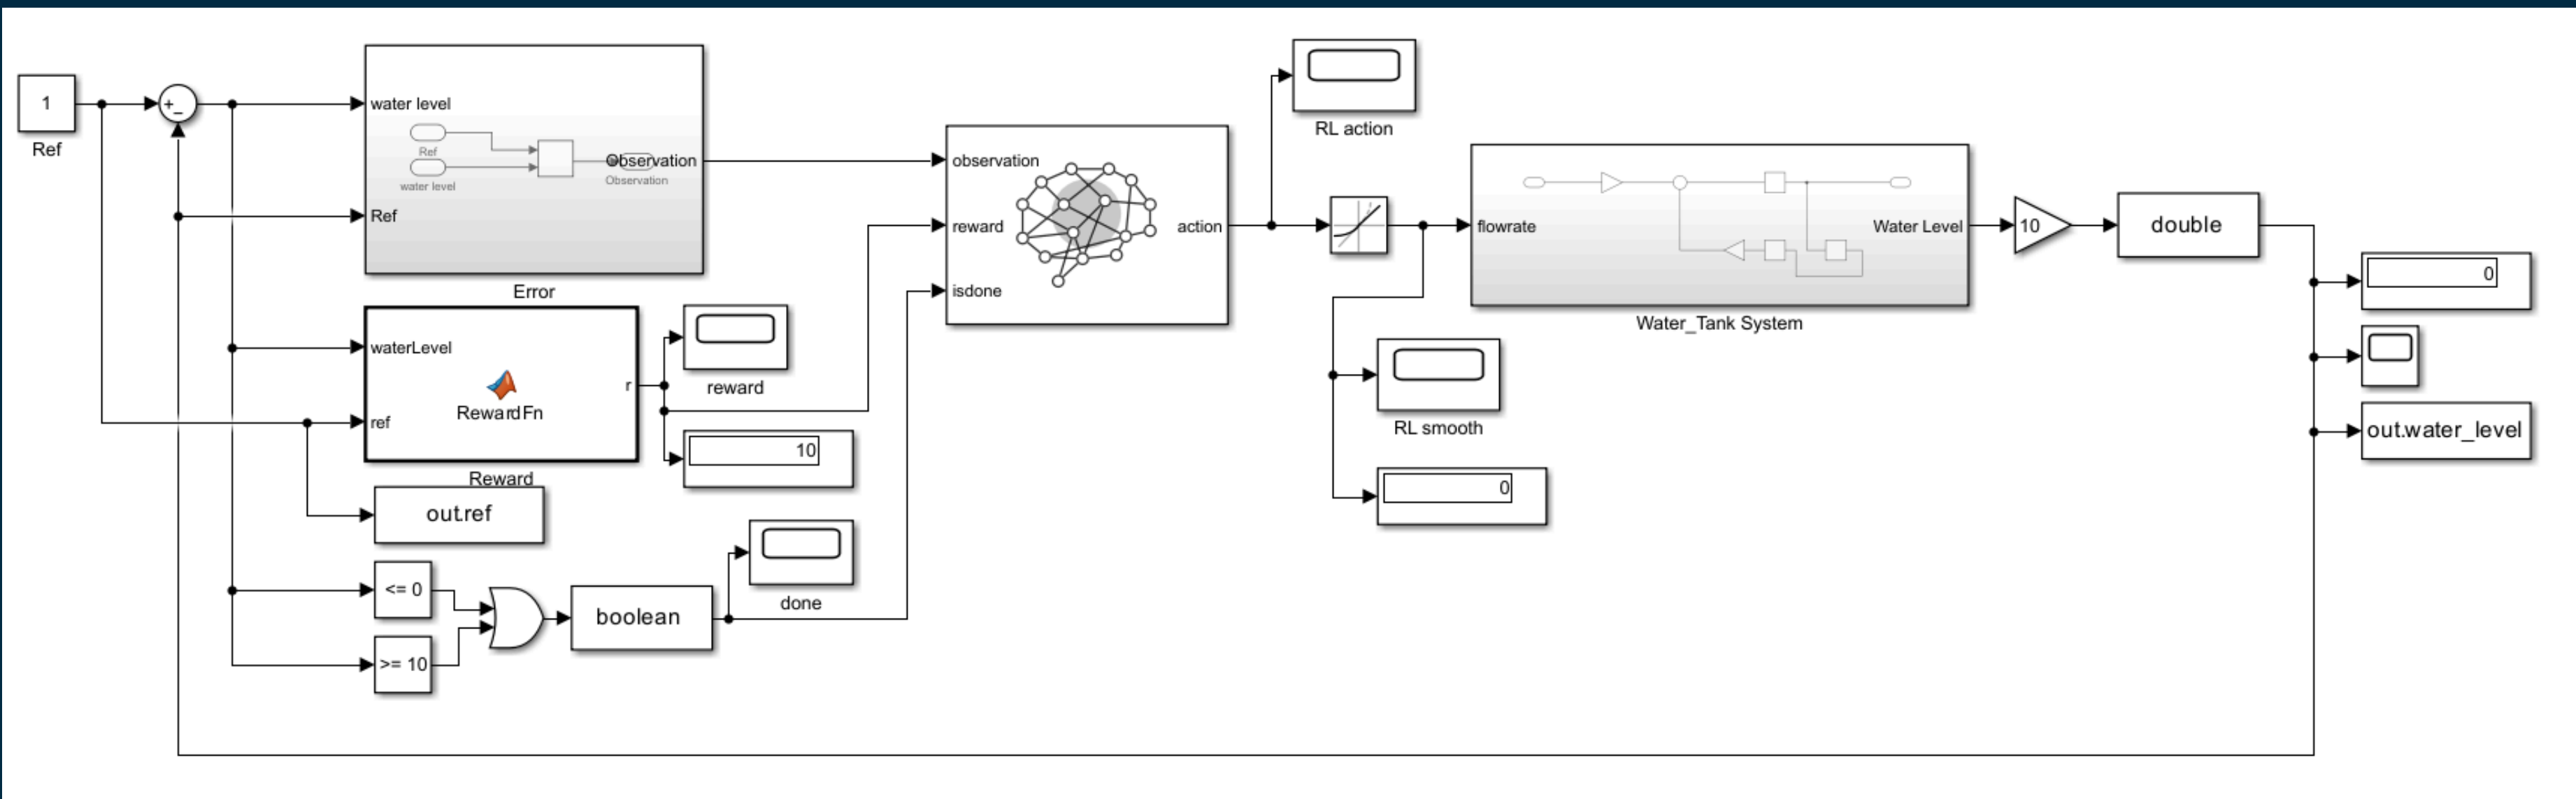 1
Ref
+
−
water level
Ref
water level
Observation
Observation
Ref
Error
waterLevel
ref
r
RewardFn
Reward
reward
10
out.ref
<= 0
>= 10
boolean
done
observation
reward
isdone
action
RL action
RL smooth
0
flowrate
Water Level
Water_Tank System
10
double
0
out.water_level